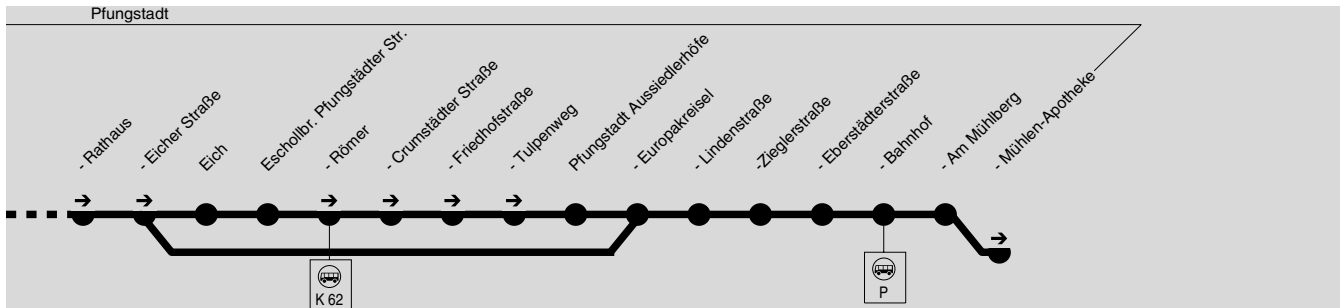 Pfungstadt
- Rathaus
- Eicher Straße
Eich
Eschollbr. Pfungstädter Str.
- Römer
- Crumstädter Straße
- Friedhofstraße
- Tulpenweg
Pfungstadt Aussiedlerhöfe
- Europakreisel
- Lindenstraße
-Zieglerstraße
- Eberstädterstraße
- Bahnhof
- Am Mühlberg
- Mühlen-Apotheke
K 62
P